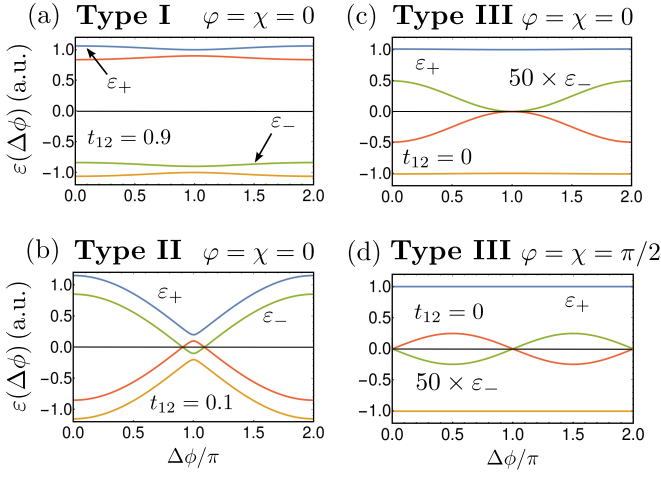 (a) Type I φ = χ = 0
ε(Δϕ) (a.u.)
1.0
0.5
0.0
−0.5
−1.0
ε₊
ε₋
t₁₂ = 0.9
0.0 0.5 1.0 1.5 2.0
(b) Type II φ = χ = 0
ε(Δϕ) (a.u.)
1.0
0.5
0.0
−0.5
−1.0
ε₊
ε₋
t₁₂ = 0.1
0.0 0.5 1.0 1.5 2.0
Δϕ/π
(c) Type III φ = χ = 0
1.0
0.5
0.0
−0.5
−1.0
ε₊
50 × ε₋
t₁₂ = 0
0.0 0.5 1.0 1.5 2.0
(d) Type III φ = χ = π/2
1.0
0.5
0.0
−0.5
−1.0
t₁₂ = 0
ε₊
50 × ε₋
0.0 0.5 1.0 1.5 2.0
Δϕ/π